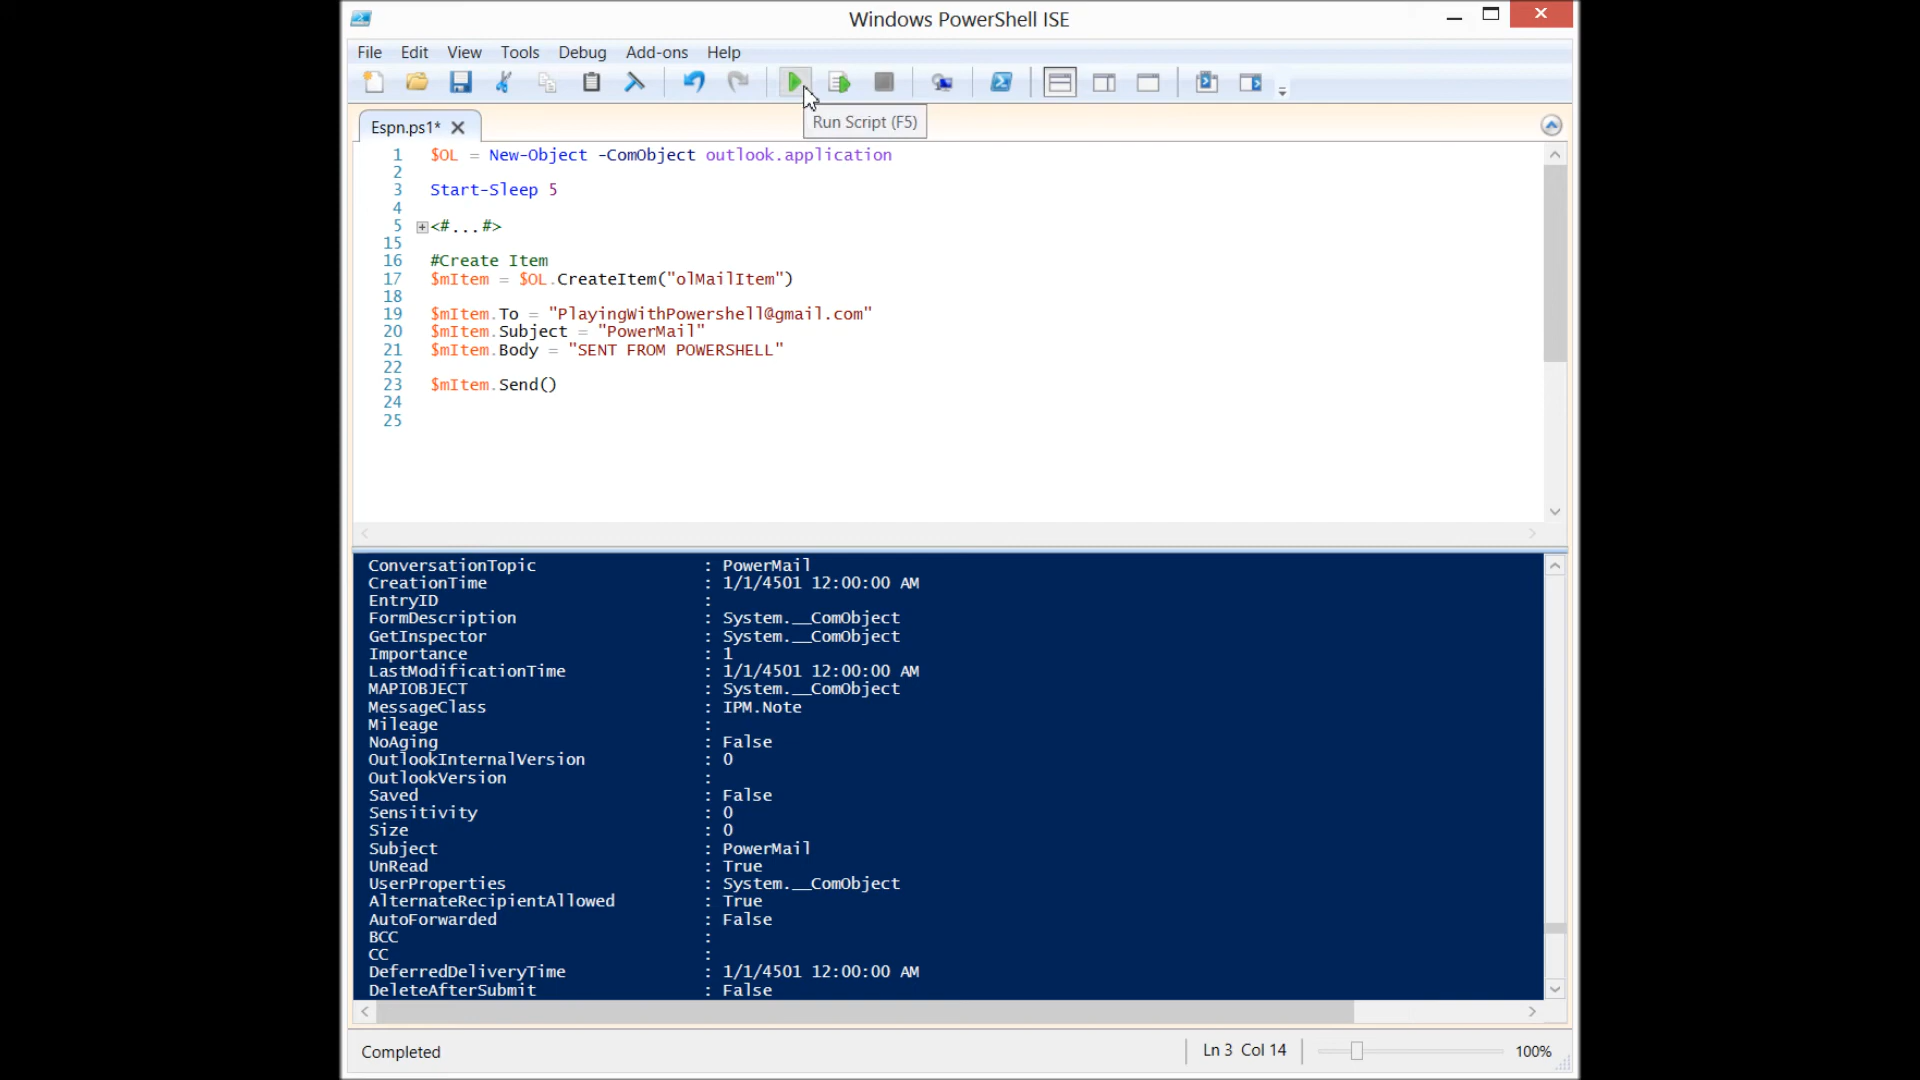 Windows PowerShell ISE
File Edit View Tools Debug Add-ons Help
Run Script (F5)
Espn.ps1*
1 $OL = New-Object -ComObject outlook.application
2
3 Start-Sleep 5
4
5 <#...#>
15
16 #Create Item
17 $mItem = $OL.CreateItem("olMailItem")
18
19 $mItem.To = "PlayingWithPowershell@gmail.com"
20 $mItem.Subject = "PowerMail"
21 $mItem.Body = "SENT FROM POWERSHELL"
22
23 $mItem.Send()
24
25
ConversationTopic : PowerMail
CreationTime : 1/1/4501 12:00:00 AM
EntryID :
FormDescription : System.__ComObject
GetInspector : System.__ComObject
Importance : 1
LastModificationTime : 1/1/4501 12:00:00 AM
MAPIOBJECT : System.__ComObject
MessageClass : IPM.Note
Mileage :
NoAging : False
OutlookInternalVersion : 0
OutlookVersion :
Saved : False
Sensitivity : 0
Size : 0
Subject : PowerMail
UnRead : True
UserProperties : System.__ComObject
AlternateRecipientAllowed : True
AutoForwarded : False
BCC :
CC :
DeferredDeliveryTime : 1/1/4501 12:00:00 AM
DeleteAfterSubmit : False
Completed Ln 3 Col 14 100%